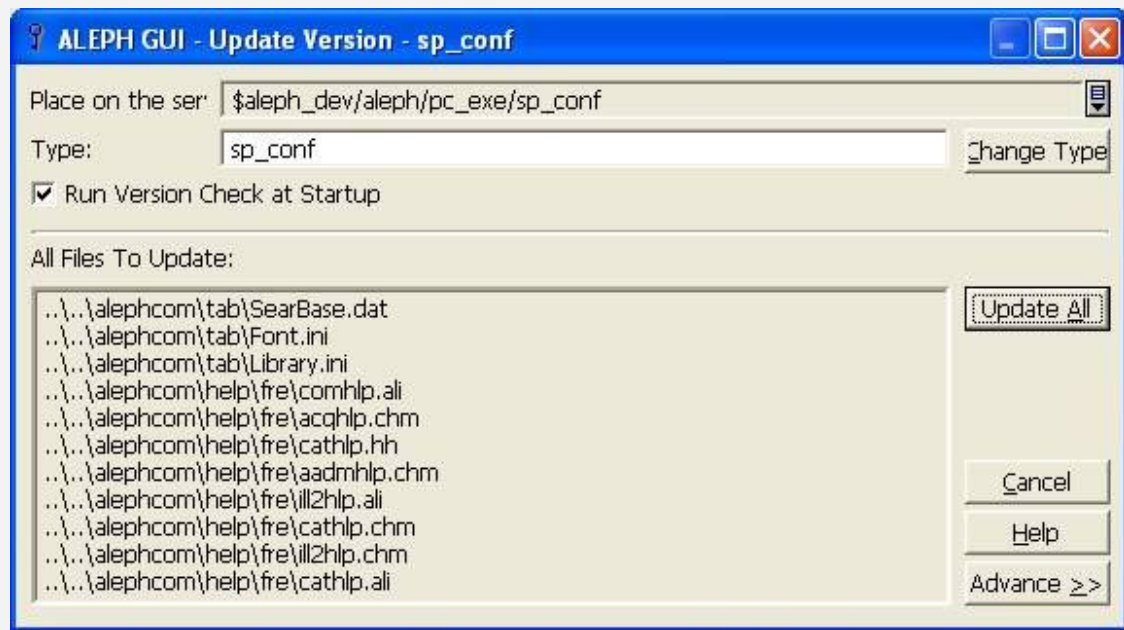 ALEPH GUI - Update Version - sp_conf
Place on the ser $aleph_dev/aleph/pc_exe/sp_conf
Type: sp_conf Change Type
Run Version Check at Startup
All Files To Update:
..\..\alephcom\tab\SearBase.dat
..\..\alephcom\tab\Font.ini
..\..\alephcom\tab\Library.ini
..\..\alephcom\help\fre\comhlp.ali
..\..\alephcom\help\fre\acqhlp.chm
..\..\alephcom\help\fre\cathlp.hh
..\..\alephcom\help\fre\aadmhlp.chm
..\..\alephcom\help\fre\ill2hlp.ali
..\..\alephcom\help\fre\cathlp.chm
..\..\alephcom\help\fre\ill2hlp.chm
..\..\alephcom\help\fre\cathlp.ali
Update All
Cancel
Help
Advance >>